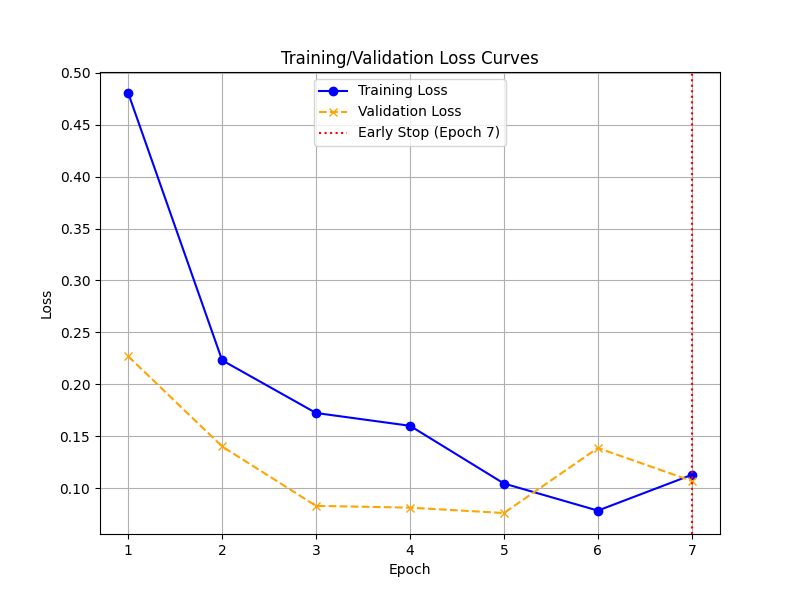 Training/Validation Loss Curves
Training Loss
Validation Loss
Early Stop (Epoch 7)
Loss
0.50
0.45
0.40
0.35
0.30
0.25
0.20
0.15
0.10
1 2 3 4 5 6 7
Epoch